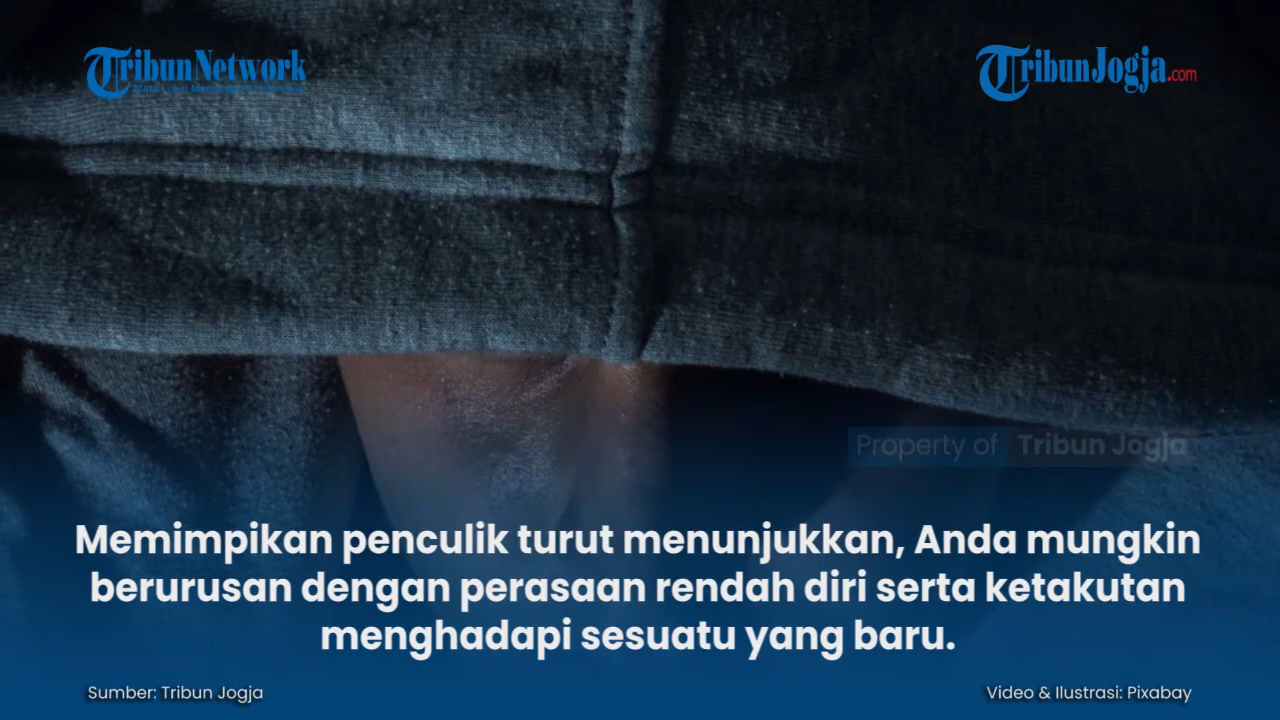 TribunNetwork
TribunJogja.com
Property of Tribun Jogja
Memimpikan penculik turut menunjukkan, Anda mungkin
berurusan dengan perasaan rendah diri serta ketakutan
menghadapi sesuatu yang baru.
Sumber: Tribun Jogja
Video & Ilustrasi: Pixabay